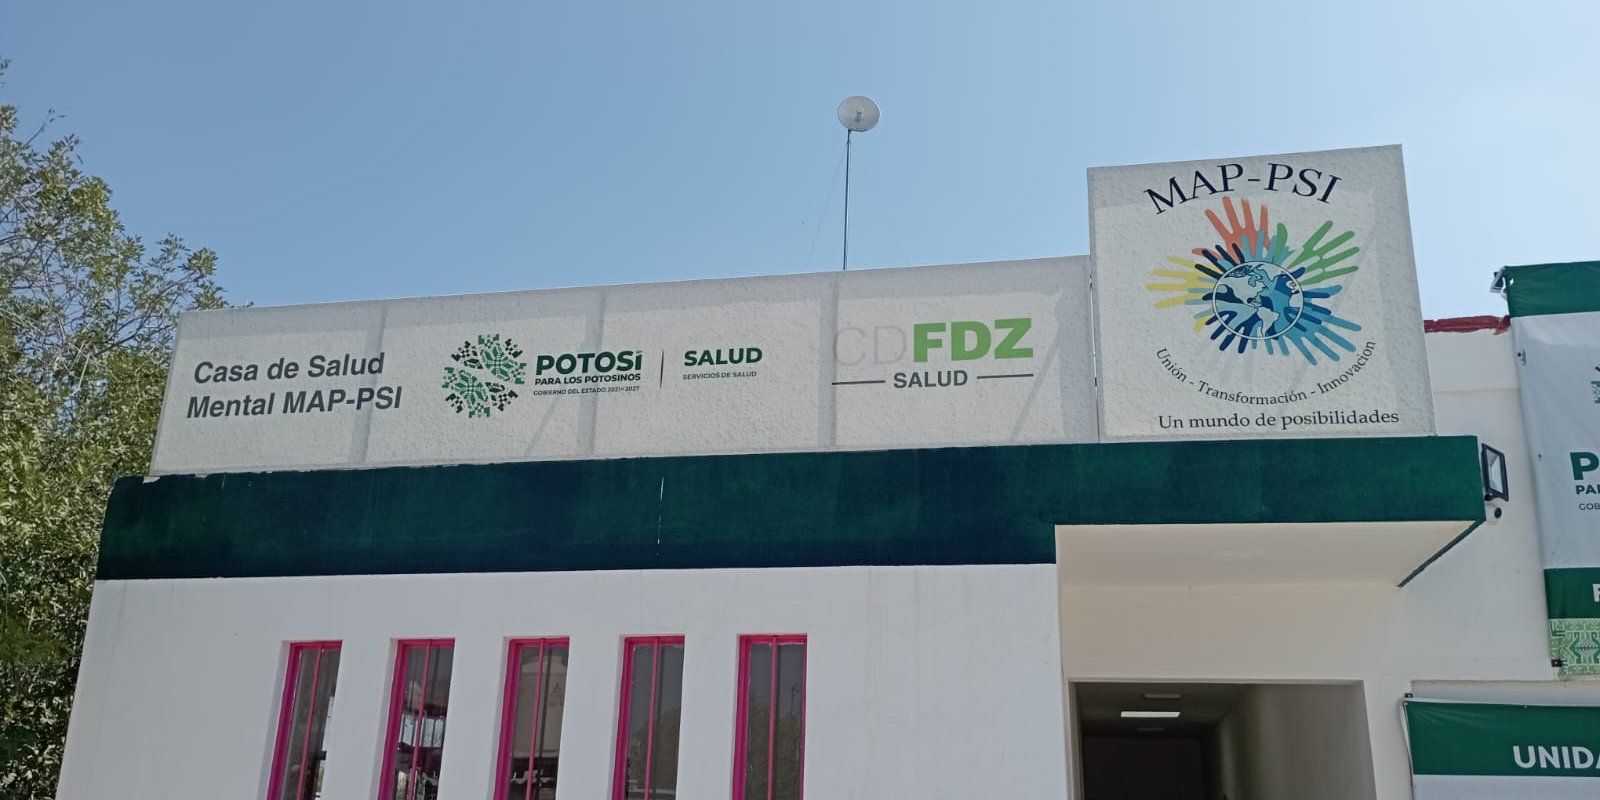 Casa de Salud
Mental MAP-PSI
POTOSÍ
PARA LOS POTOSINOS
GOBIERNO DEL ESTADO 2021-2027
SALUD
SERVICIOS DE SALUD
CDFDZ
SALUD
MAP-PSI
Unión - Transformación - Innovación
Un mundo de posibilidades